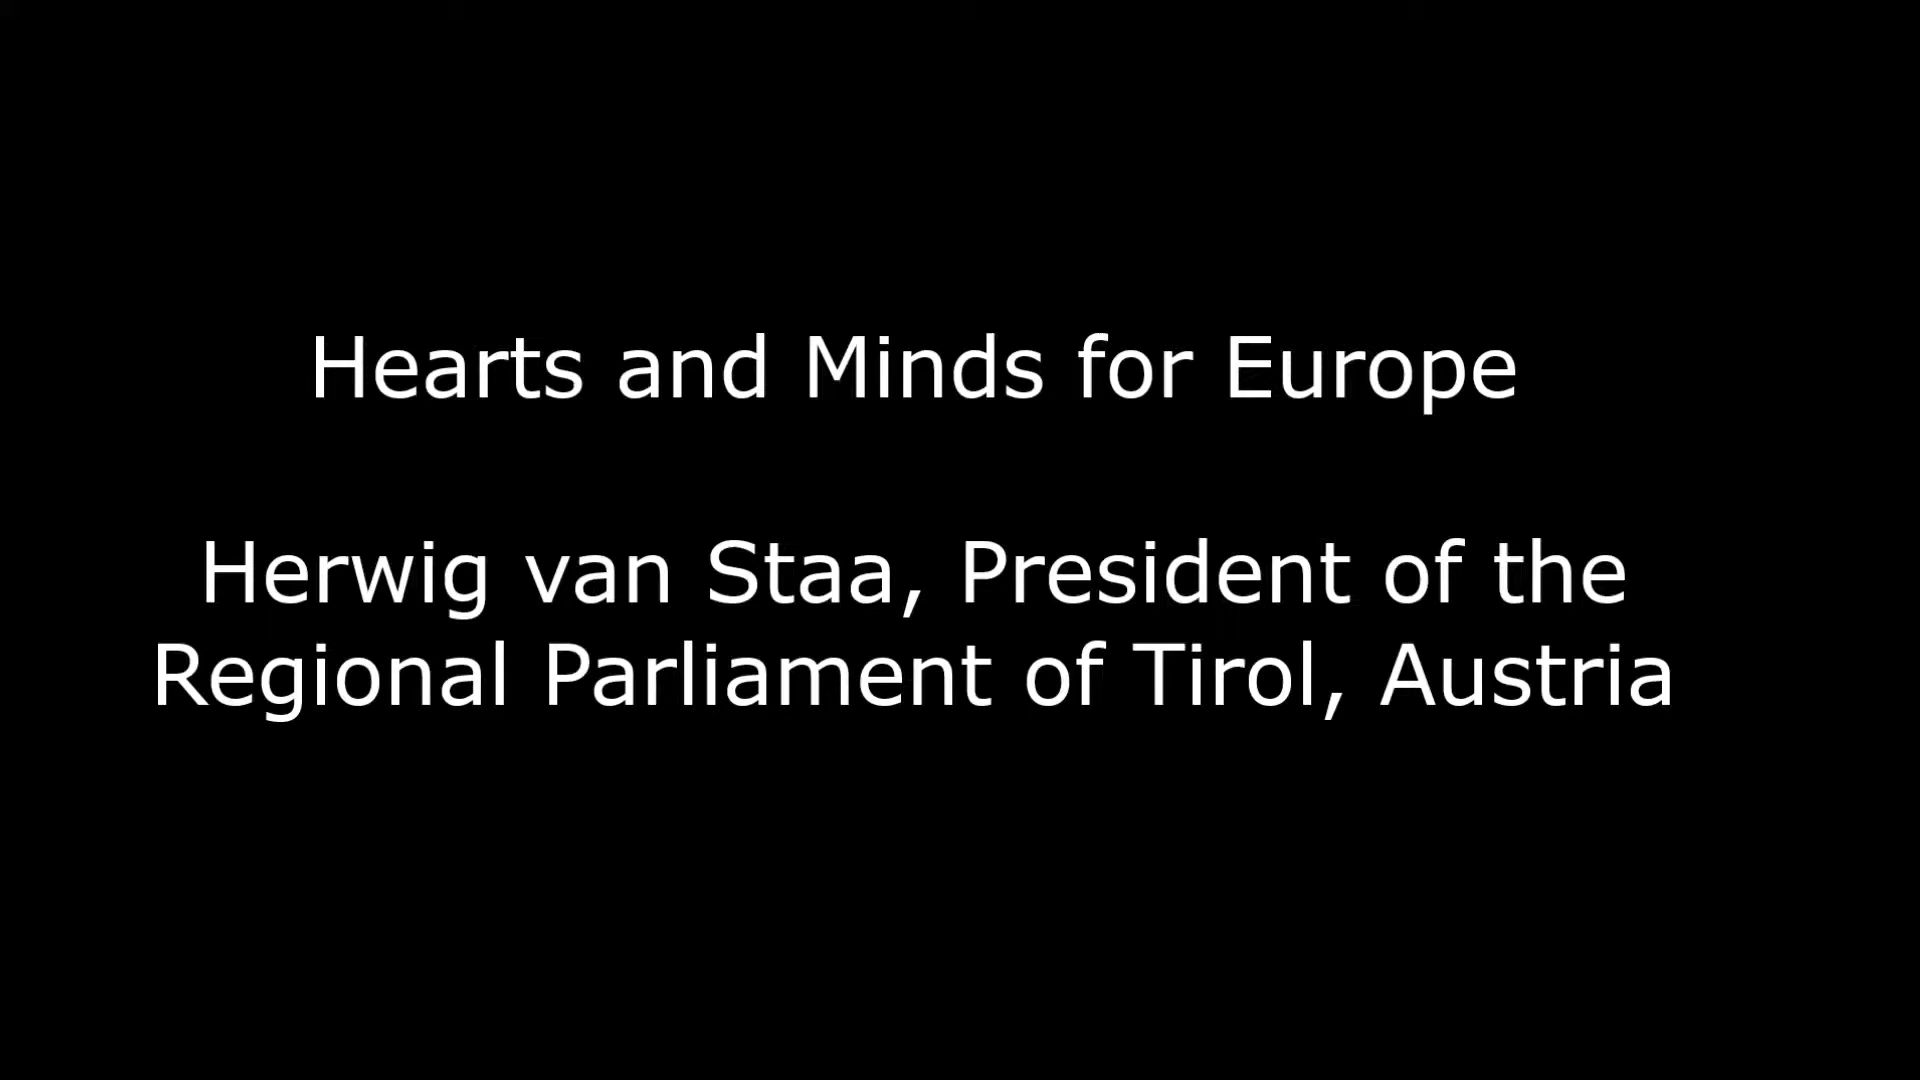 Hearts and Minds for Europe
Herwig van Staa, President of the
Regional Parliament of Tirol, Austria